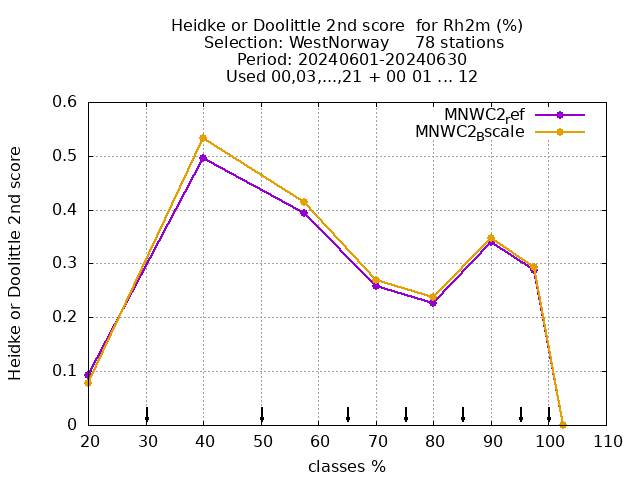 Heidke or Doolittle 2nd score  for Rh2m (%)
Selection: WestNorway     78 stations
Period: 20240601-20240630
Used 00,03,...,21 + 00 01 ... 12
MNWC2ref
MNWC2Bscale
Heidke or Doolittle 2nd score
0.6
0.5
0.4
0.3
0.2
0.1
0
20 30 40 50 60 70 80 90 100 110
classes %